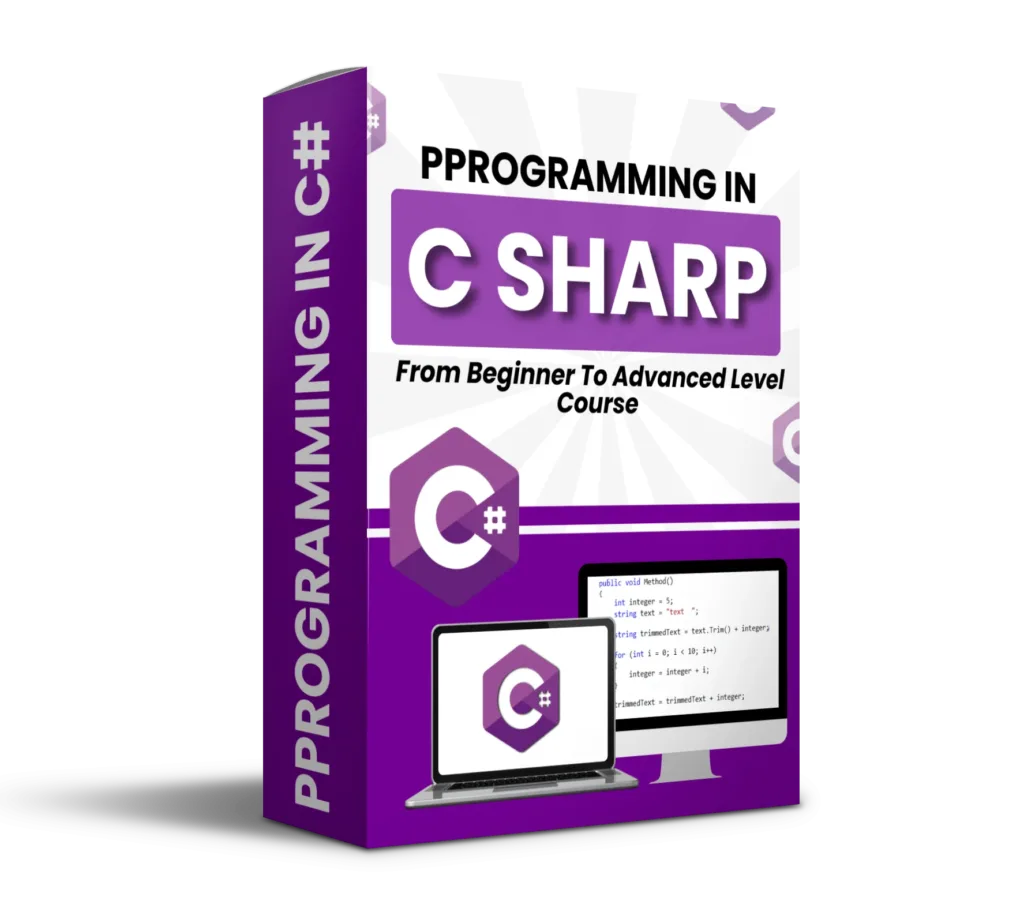 PPROGRAMMING IN C#
PPROGRAMMING IN
C SHARP
From Beginner To Advanced Level
Course
C#
public void Method()
{
int integer = 5;
string text = "text  ";
string trimmedText = text.Trim() + integer;
for (int i = 0; i < 10; i++)
integer = integer + i;
}
trimmedText = trimmedText + integer;
C#